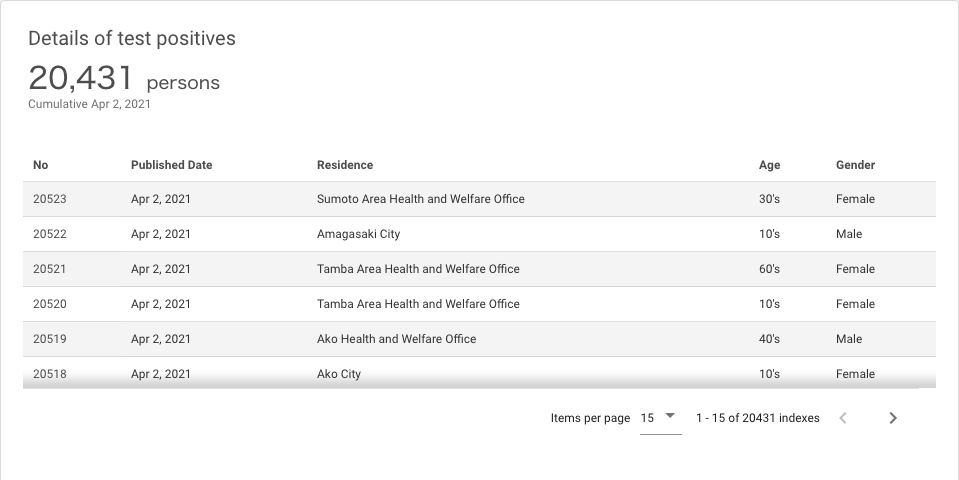 Details of test positives
20,431 persons
Cumulative Apr 2, 2021
No Published Date Residence Age Gender
20523 Apr 2, 2021 Sumoto Area Health and Welfare Office 30's Female
20522 Apr 2, 2021 Amagasaki City 10's Male
20521 Apr 2, 2021 Tamba Area Health and Welfare Office 60's Female
20520 Apr 2, 2021 Tamba Area Health and Welfare Office 10's Female
20519 Apr 2, 2021 Ako Health and Welfare Office 40's Male
20518 Apr 2, 2021 Ako City 10's Female
Items per page 15 1 - 15 of 20431 indexes